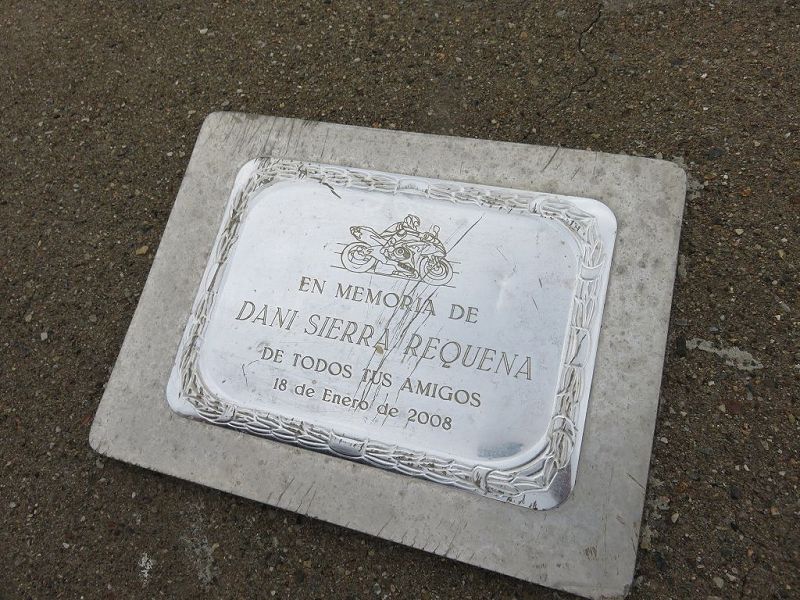 EN MEMORIA DE
DANI SIERRA REQUENA
DE TODOS TUS AMIGOS
18 de Enero de 2008